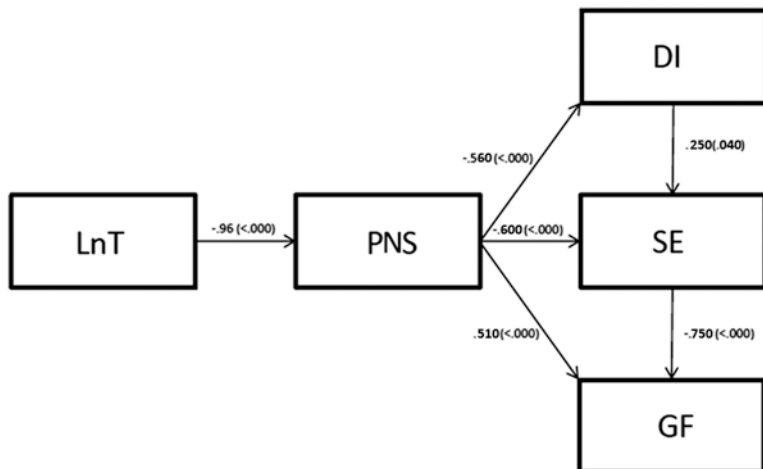 DI
-.560 (<.000)
.250(.040)
LnT
-.96 (<.000)
PNS
-.600(<.000)
SE
.510(<.000)
-.750(<.000)
GF